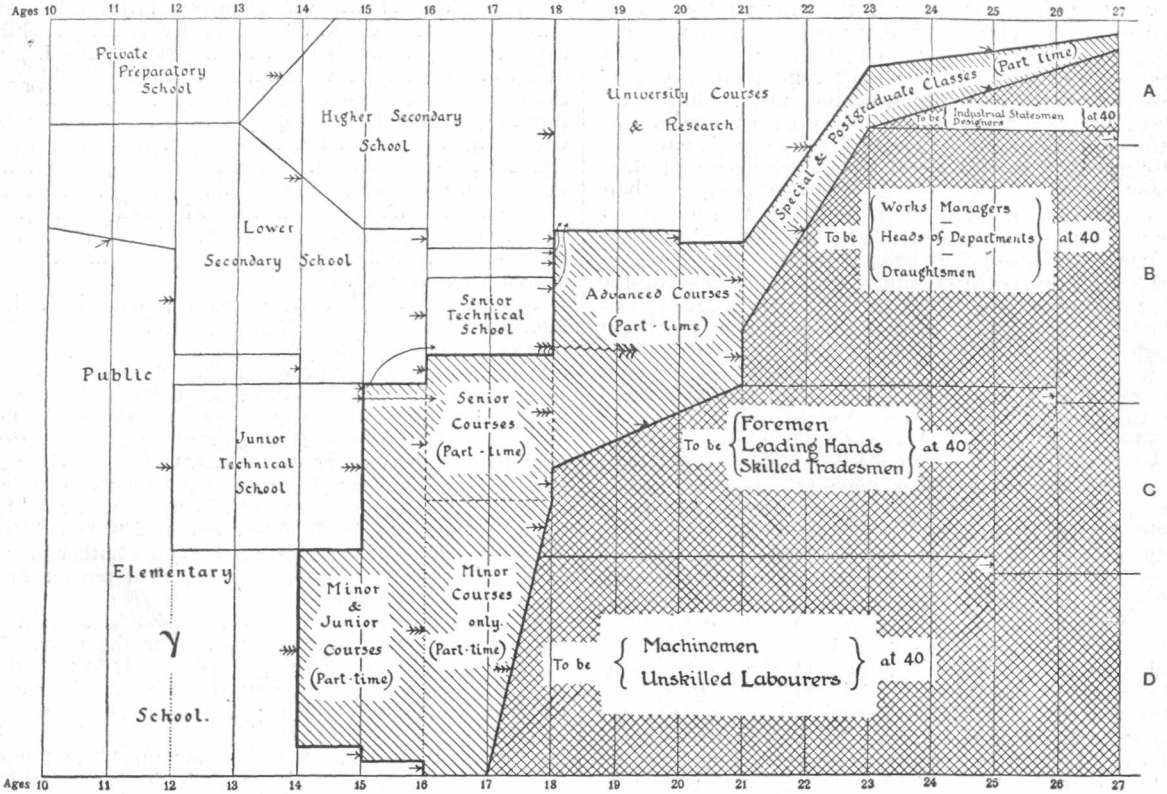 Ages 10 11 12 13 14 15 16 17 18 19 20 21 22 23 24 25 26 27
Private
Preparatory
School
Higher Secondary
School
University Courses
& Research
Special & Postgraduate Classes (Part time)
To be { Industrial Statesmen
Designers } at 40
A
Lower
Secondary School
Senior
Technical
School
Advanced Courses
(Part-time)
To be { Works Managers
—
Heads of Departments
—
Draughtsmen } at 40
B
Public
Junior
Technical
School
Senior
Courses
(Part-time)
To be { Foremen
Leading Hands
Skilled Tradesmen } at 40
C
Elementary
γ
School.
Minor
&
Junior
Courses
(Part-time)
Minor
Courses
only.
(Part-time)
To be { Machinemen
Unskilled Labourers } at 40
D
Ages 10 11 12 13 14 15 16 17 18 19 20 21 22 23 24 25 26 27